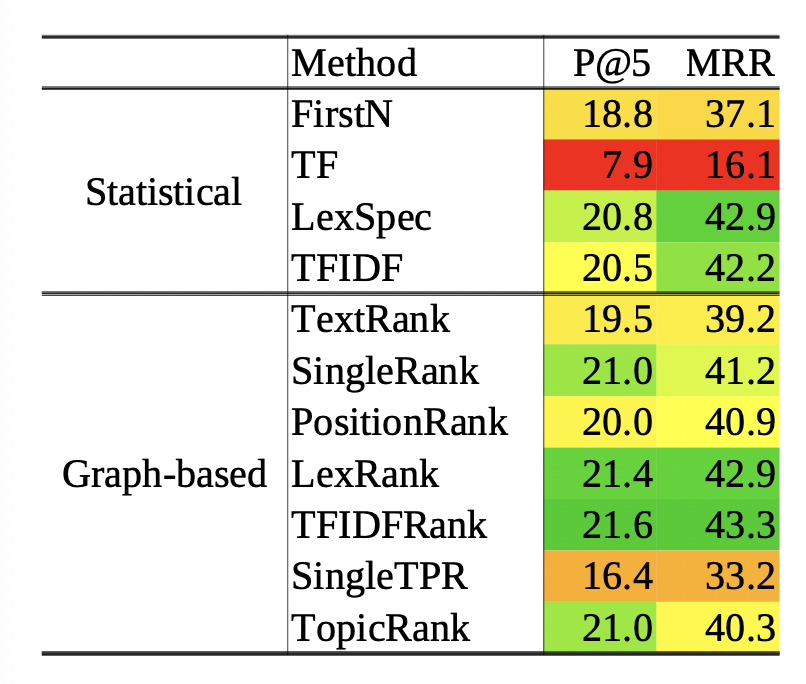 Method P@5 MRR
FirstN 18.8 37.1
TF 7.9 16.1
Statistical
LexSpec 20.8 42.9
TFIDF 20.5 42.2
TextRank 19.5 39.2
SingleRank 21.0 41.2
PositionRank 20.0 40.9
Graph-based LexRank 21.4 42.9
TFIDFRank 21.6 43.3
SingleTPR 16.4 33.2
TopicRank 21.0 40.3